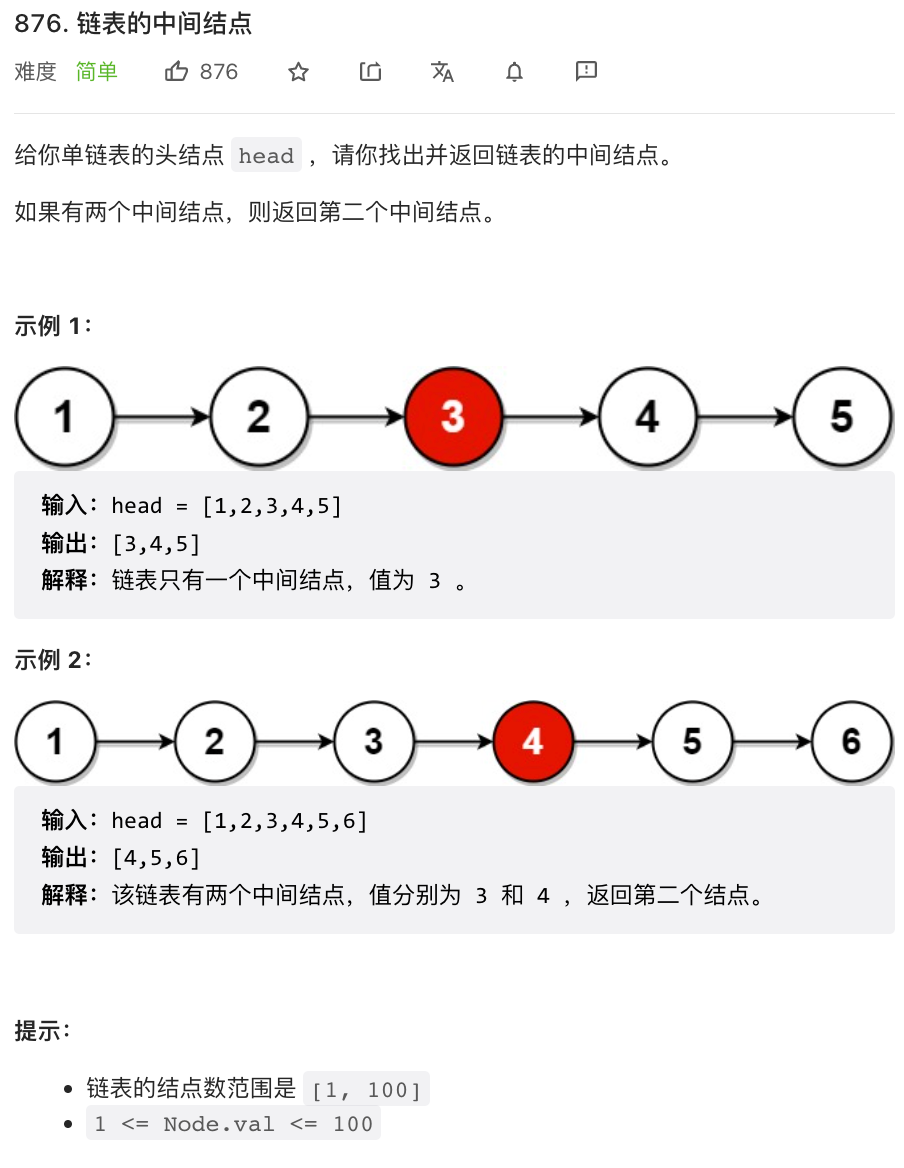 876. 链表的中间结点
难度 简单 876
给你单链表的头结点 head ，请你找出并返回链表的中间结点。
如果有两个中间结点，则返回第二个中间结点。
示例 1：
1 2 3 4 5
输入：head = [1,2,3,4,5]
输出：[3,4,5]
解释：链表只有一个中间结点，值为 3 。
示例 2：
1 2 3 4 5 6
输入：head = [1,2,3,4,5,6]
输出：[4,5,6]
解释：该链表有两个中间结点，值分别为 3 和 4 ，返回第二个结点。
提示：
• 链表的结点数范围是 [1, 100]
• 1 <= Node.val <= 100